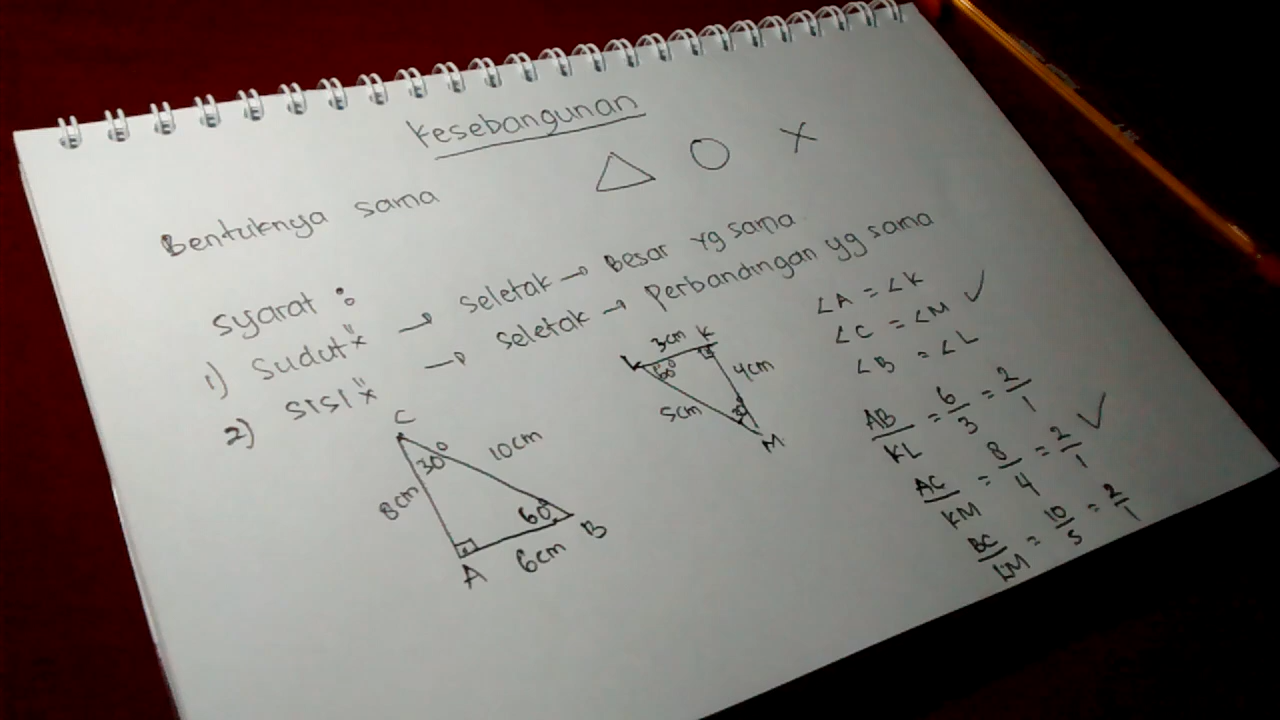 Kesebangunan
Bentuknya sama
Syarat :
1) Sudut"x → Seletak → Besar yg sama
2) Sisi"x → Seletak → Perbandingan yg sama
C
30°
10cm
8cm
60°
B
A
6cm
3cm
K
L
60°
4cm
5cm
30°
M
∠A = ∠K
∠C = ∠M ✓
∠B = ∠L
AB/KL = 6/3 = 2/1
AC/KM = 8/4 = 2/1 ✓
BC/LM = 10/5 = 2/1